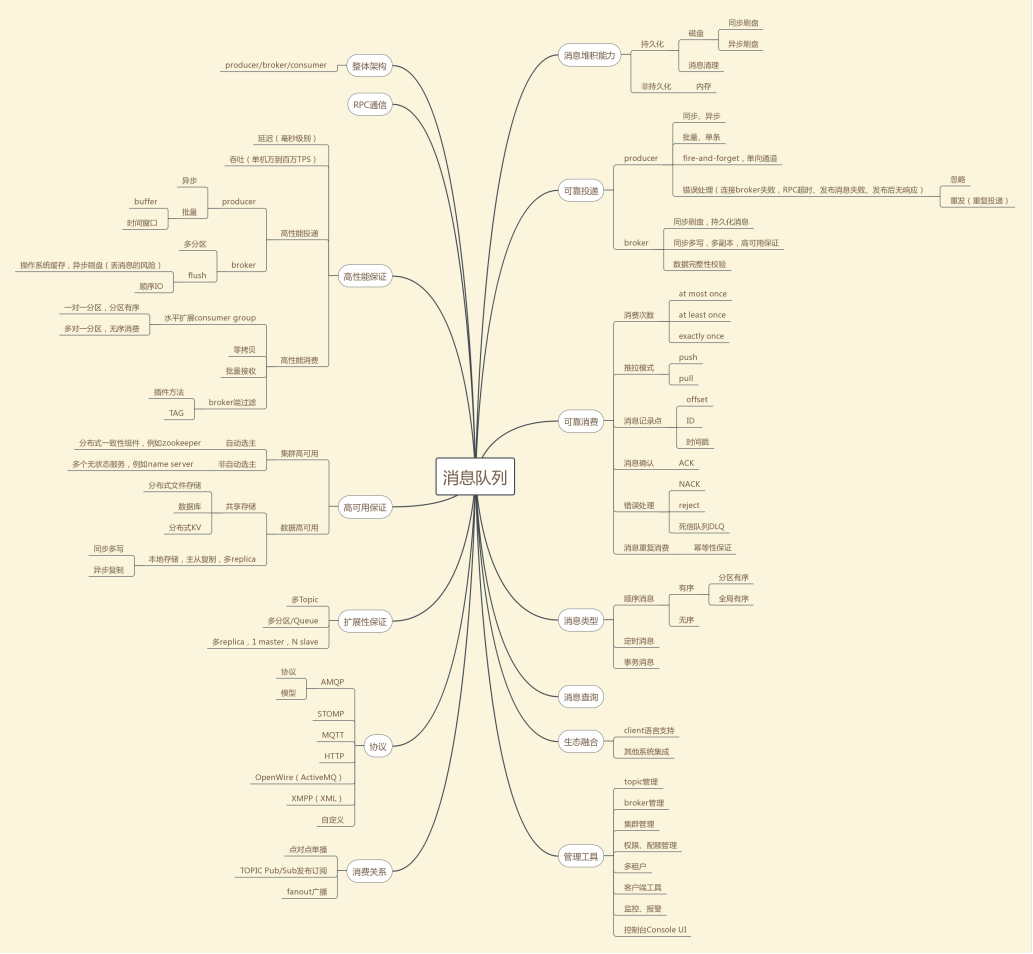 消息队列
整体架构
producer/broker/consumer
RPC通信
高性能保证
延迟（毫秒级别）
吞吐（单机万到百万TPS）
高性能投递
producer
异步
批量
buffer
时间窗口
broker
多分区
flush
操作系统缓存，异步刷盘（丢消息的风险）
顺序IO
高性能消费
水平扩展consumer group
一对一分区，分区有序
多对一分区，无序消费
零拷贝
批量接收
broker端过滤
插件方法
TAG
高可用保证
集群高可用
自动选主
分布式一致性组件，例如zookeeper
非自动选主
多个无状态服务，例如name server
数据高可用
共享存储
分布式文件存储
数据库
分布式KV
本地存储，主从复制，多replica
同步多写
异步复制
扩展性保证
多Topic
多分区/Queue
多replica，1 master，N slave
协议
AMQP
协议
模型
STOMP
MQTT
HTTP
OpenWire（ActiveMQ）
XMPP（XML）
自定义
消费关系
点对点单播
TOPIC Pub/Sub发布订阅
fanout广播
消息堆积能力
持久化
磁盘
同步刷盘
异步刷盘
消息清理
非持久化
内存
可靠投递
producer
同步、异步
批量、单条
fire-and-forget，单向通道
错误处理（连接broker失败，RPC超时、发布消息失败、发布后无响应）
忽略
重发（重复投递）
broker
同步刷盘，持久化消息
同步多写，多副本，高可用保证
数据完整性校验
可靠消费
消费次数
at most once
at least once
exactly once
推拉模式
push
pull
消息记录点
offset
ID
时间戳
消息确认
ACK
错误处理
NACK
reject
死信队列DLQ
消息重复消费
幂等性保证
消息类型
顺序消息
有序
分区有序
全局有序
无序
定时消息
事务消息
消息查询
生态融合
client语言支持
其他系统集成
管理工具
topic管理
broker管理
集群管理
权限、配额管理
多租户
客户端工具
监控、报警
控制台Console UI